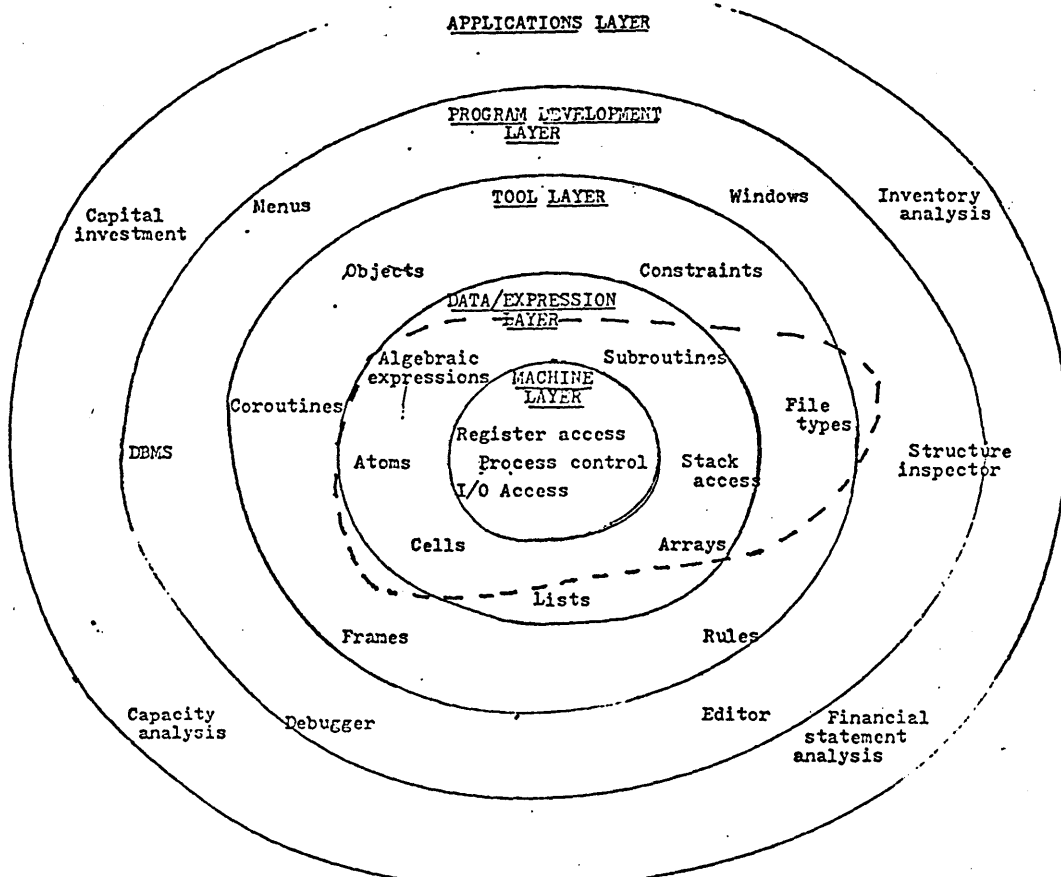 APPLICATIONS LAYER
PROGRAM DEVELOPMENT
LAYER
Menus
TOOL LAYER
Windows
Capital
investment
Inventory
analysis
Objects
Constraints
DATA/EXPRESSION
LAYER
Algebraic
expressions
Subroutines
MACHINE
LAYER
Coroutines
File
types
Register access
DBMS
Atoms
Process control
Stack
access
Structure
inspector
I/O Access
Cells
Arrays
Lists
Frames
Rules
Capacity
analysis
Debugger
Editor
Financial
statement
analysis